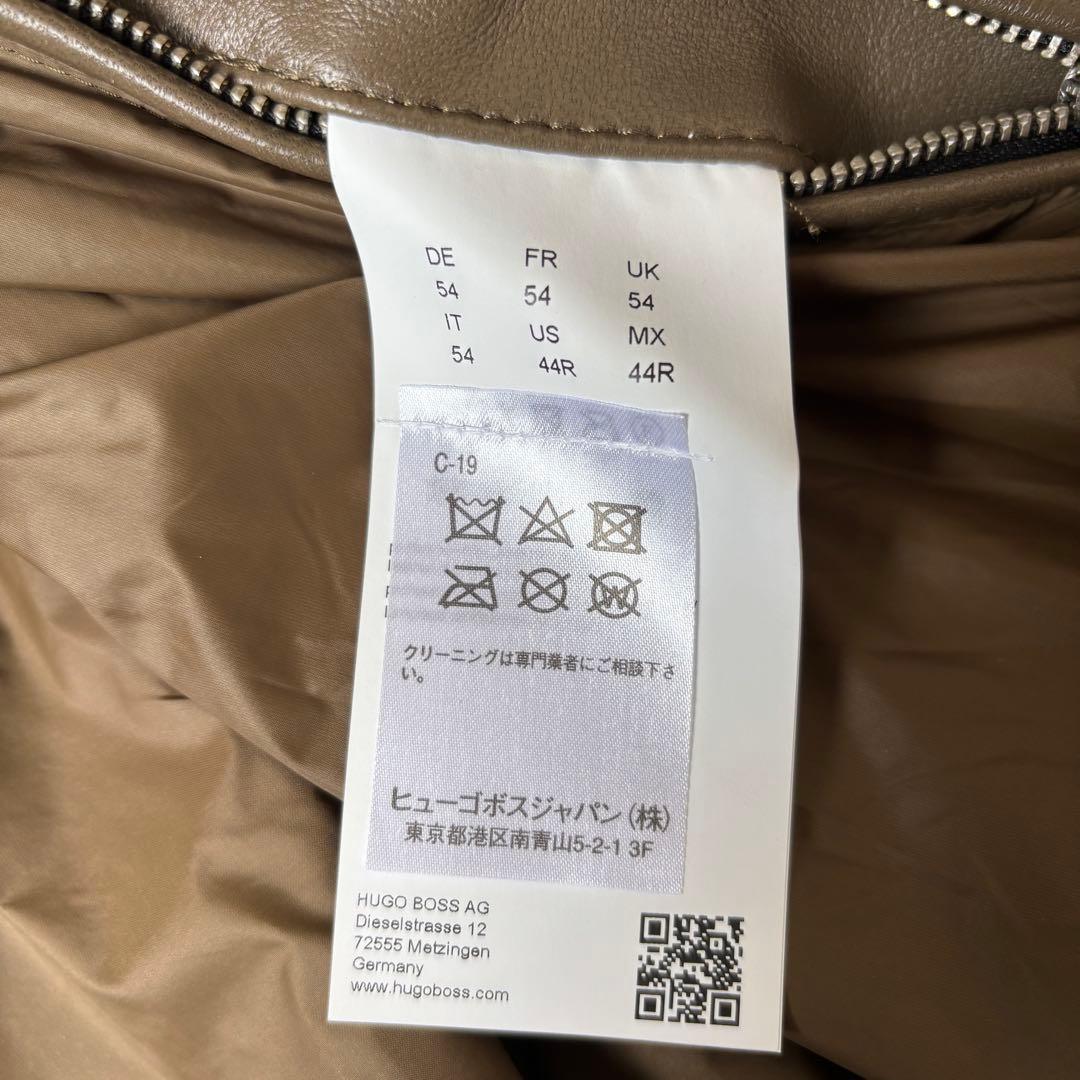 DE FR UK
54 54 54
IT US MX
54 44R 44R
C-19
W
クリーニングは専門業者にご相談下さ
い。
ヒューゴボスジャパン(株)
東京都港区南青山5-2-1 3F
HUGO BOSS AG
Dieselstrasse 12
72555 Metzingen
Germany
www.hugoboss.com